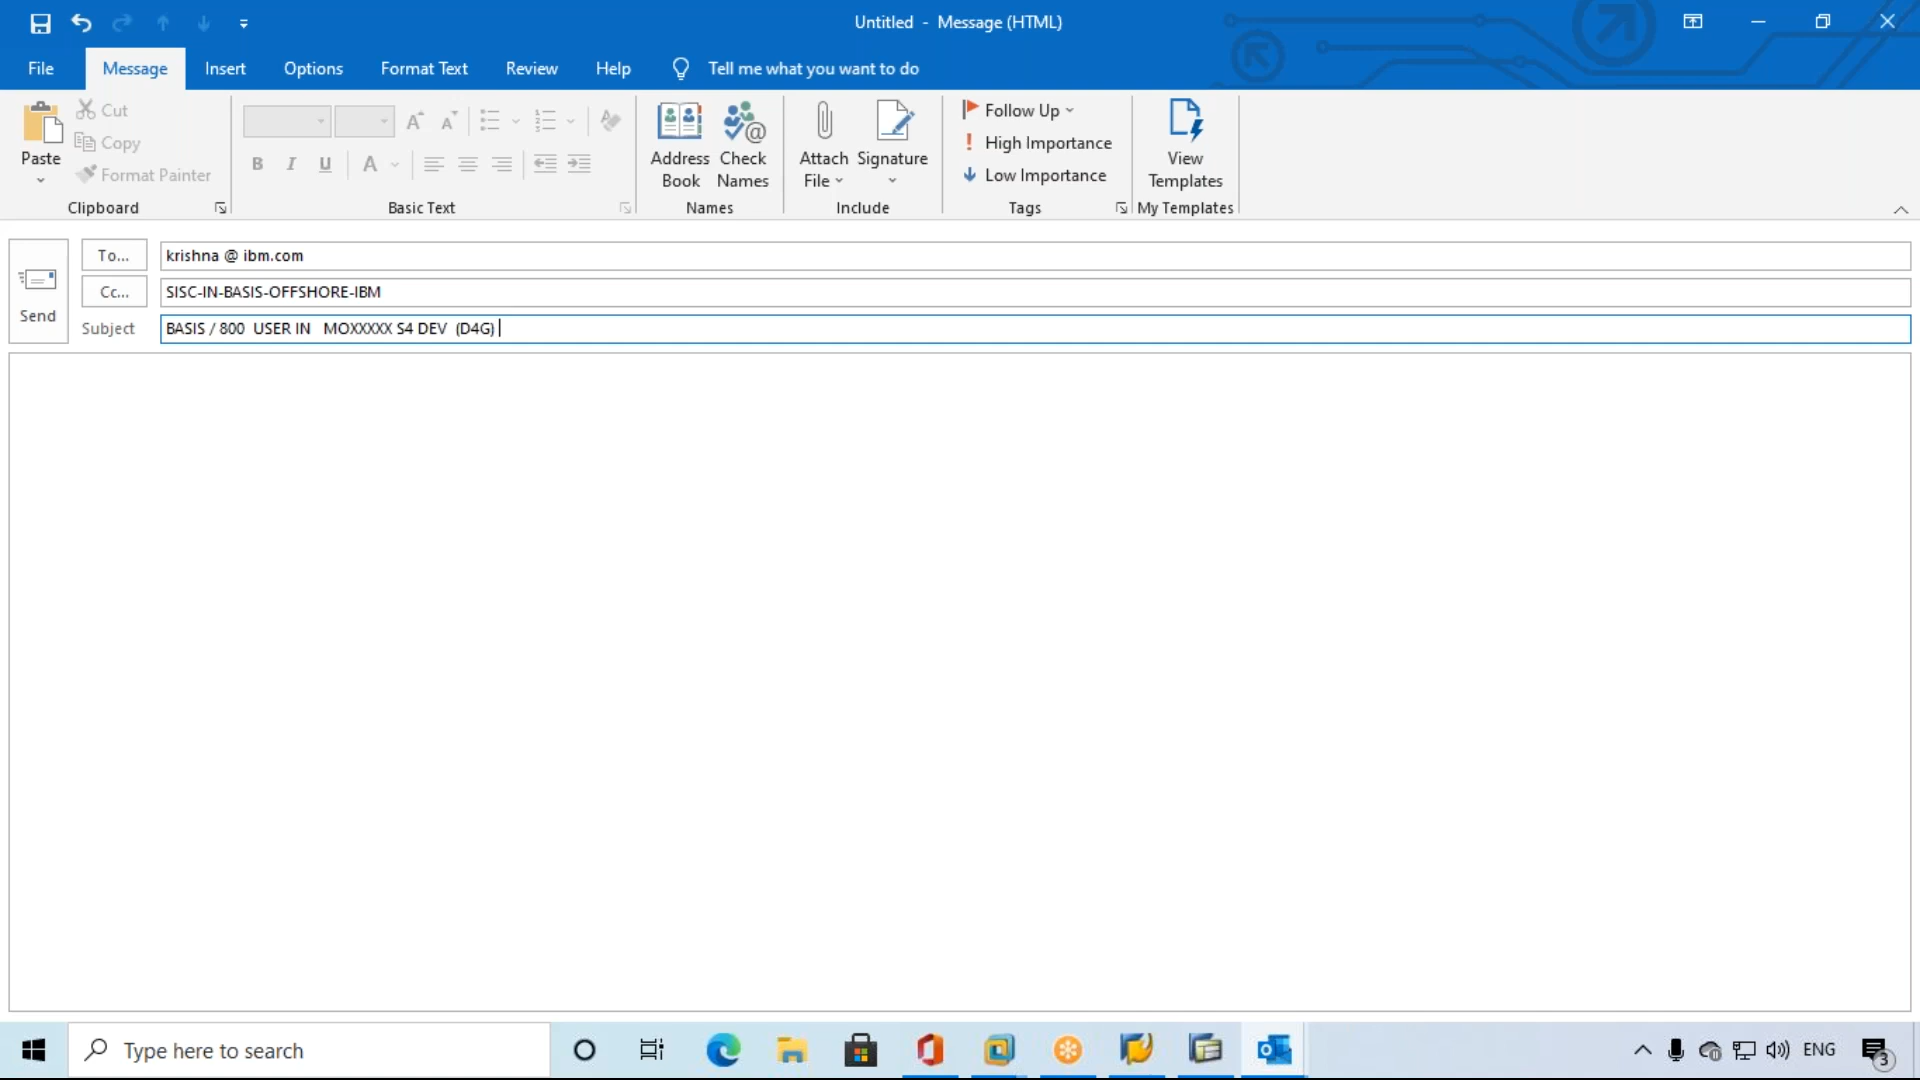 Untitled - Message (HTML)
File Message Insert Options Format Text Review Help Tell me what you want to do
Paste
Cut
Copy
Format Painter
Clipboard
B I U A
Basic Text
Address Book
Check Names
Names
Attach File
Signature
Include
Follow Up
High Importance
Low Importance
Tags
View Templates
My Templates
Send
To... krishna @ ibm.com
Cc... SISC-IN-BASIS-OFFSHORE-IBM
Subject BASIS / 800  USER IN   MOXXXXX S4 DEV  (D4G)
Type here to search
ENG
3